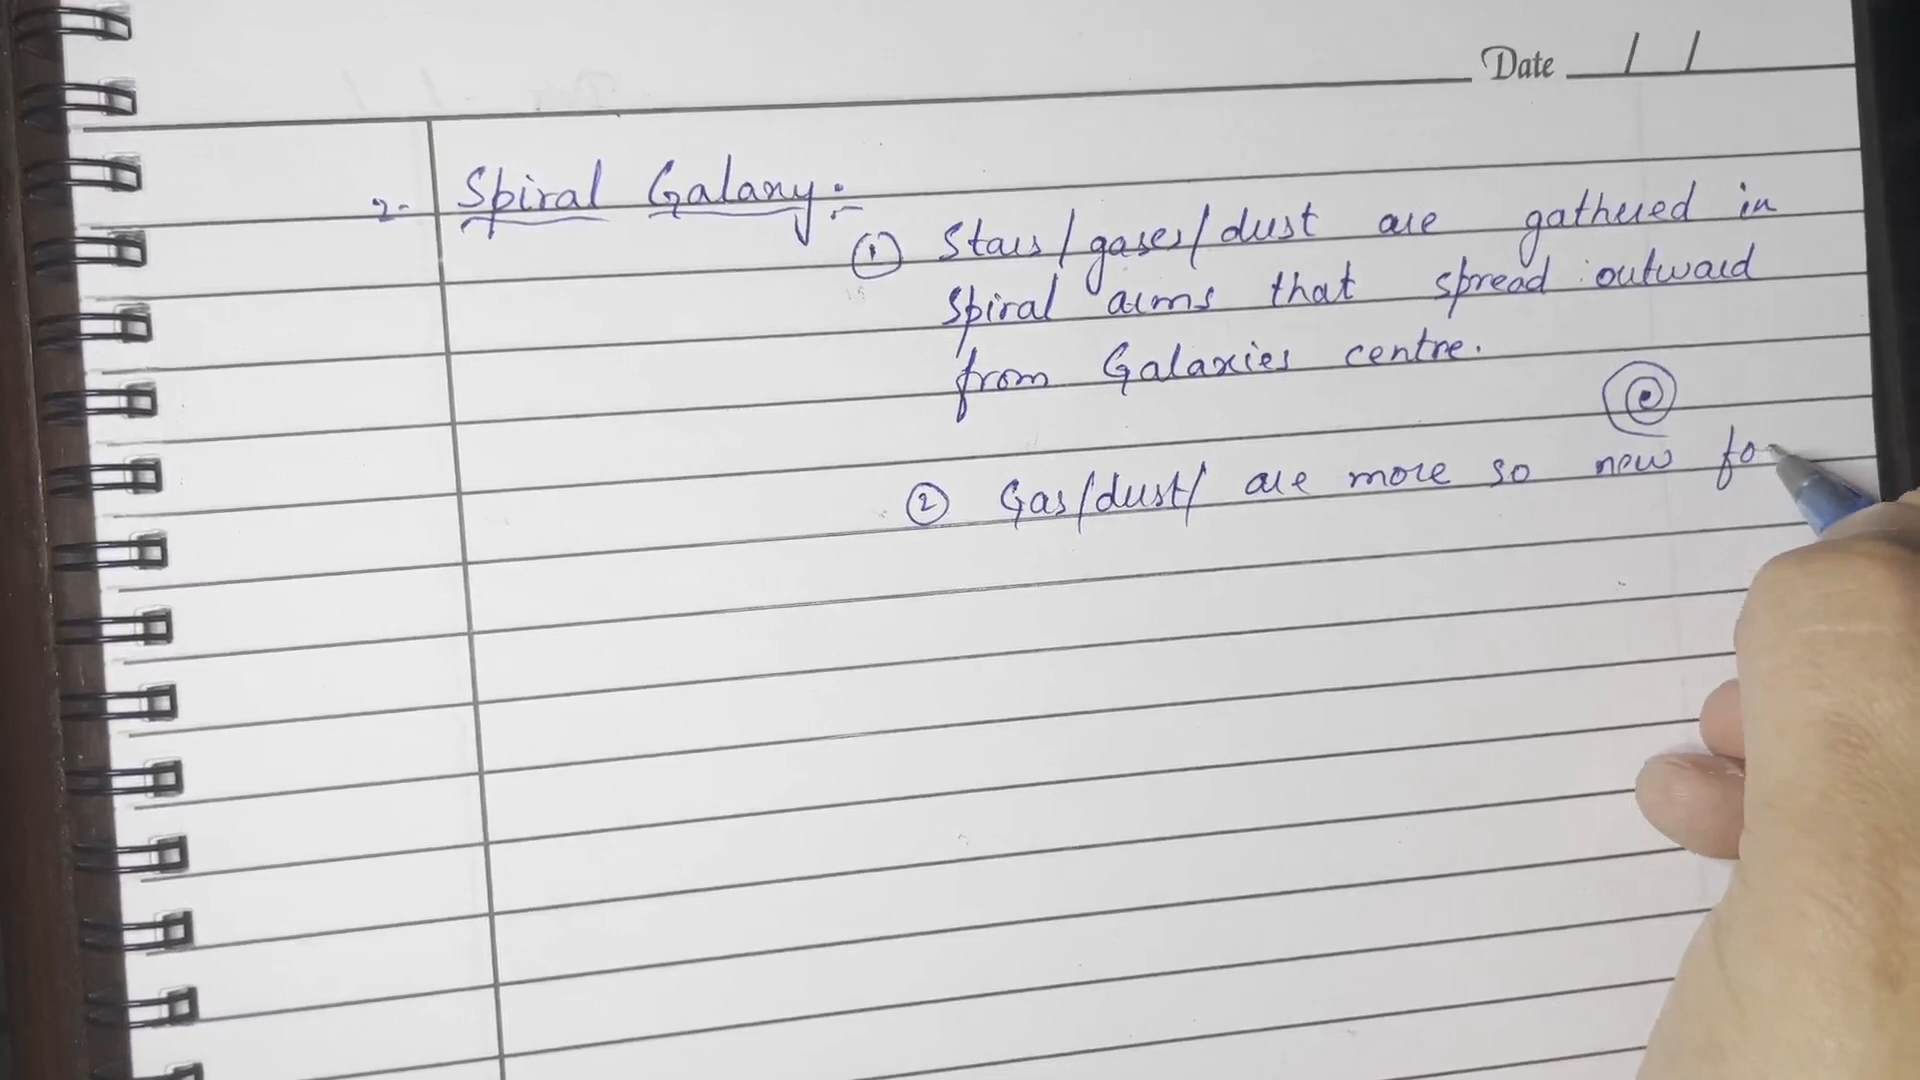 Date / /
2. Spiral Galaxy:-
① Stars/gases/dust are gathered in
spiral arms that spread outward
from Galaxies centre.
② Gas/dust/ are more so new fo